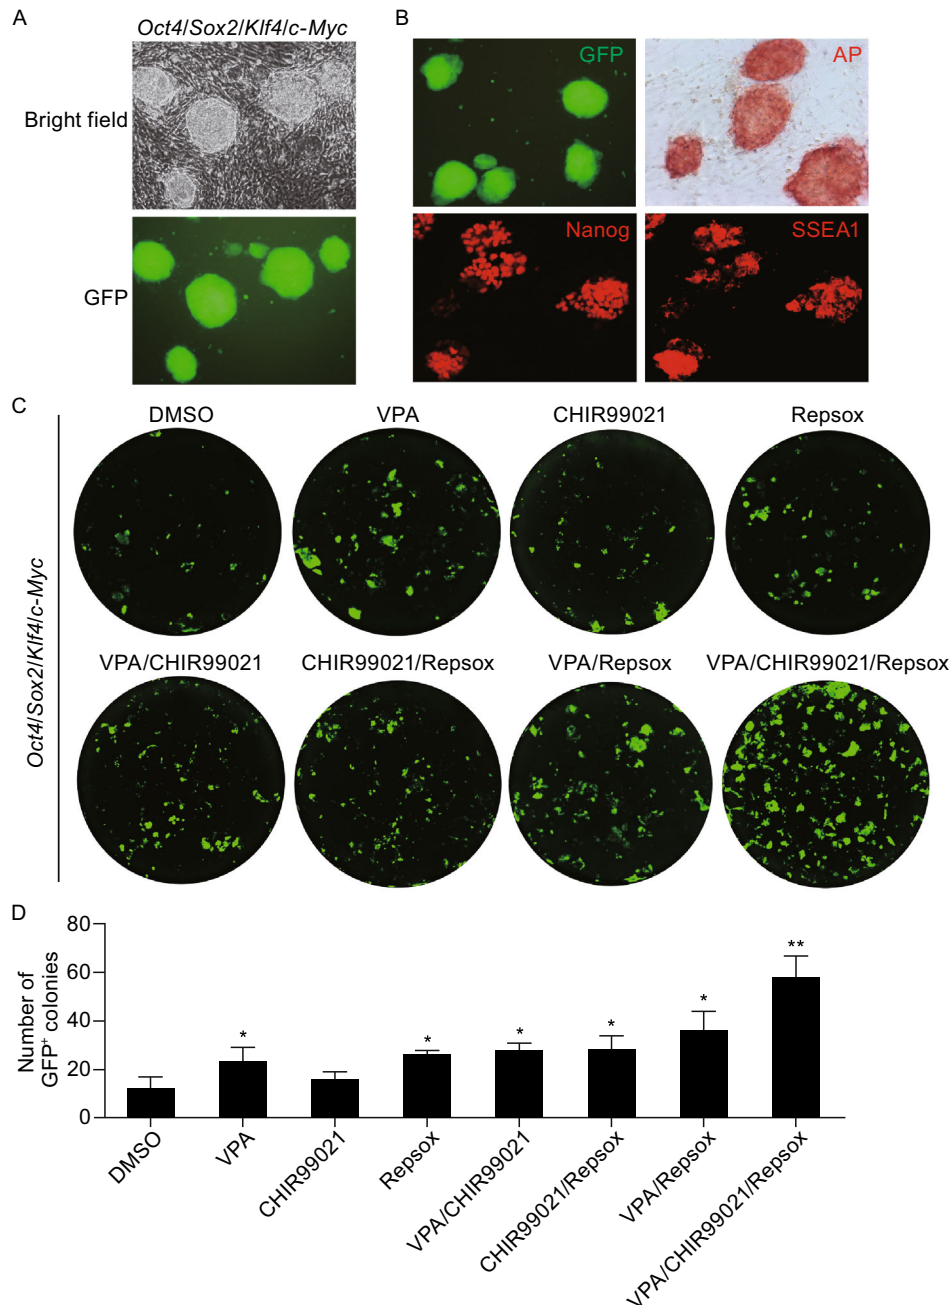 A
Oct4/Sox2/Klf4/c-Myc
Bright field
GFP
B
GFP
AP
Nanog
SSEA1
C
Oct4/Sox2/Klf4/c-Myc
DMSO
VPA
CHIR99021
Repsox
VPA/CHIR99021
CHIR99021/Repsox
VPA/Repsox
VPA/CHIR99021/Repsox
D
Number of
GFP+ colonies
80
60
40
20
0
*
*
*
*
*
**
DMSO
VPA
CHIR99021
Repsox
VPA/CHIR99021
CHIR99021/Repsox
VPA/Repsox
VPA/CHIR99021/Repsox